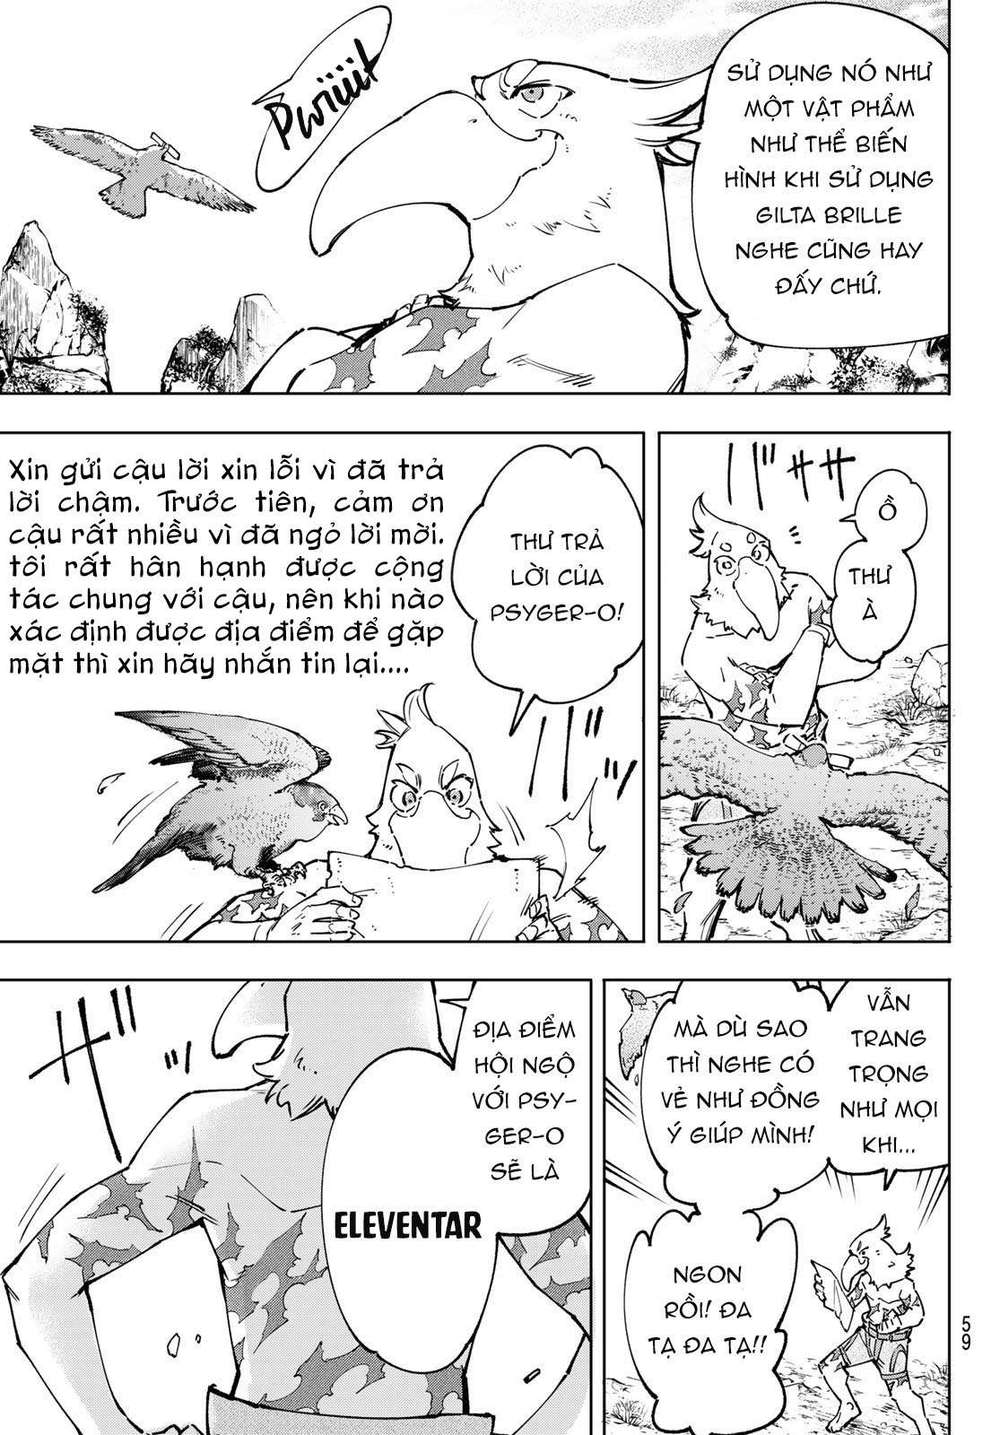 SỬ DỤNG NÓ NHƯ
MỘT VẬT PHẨM
NHƯ THỂ BIẾN
HÌNH KHI SỬ DỤNG
GILTA BRILLE
NGHE CŨNG HAY
ĐẤY CHỨ.
Pwiiiit
Ồ
THƯ
À
THƯ TRẢ
LỜI CỦA
PSYGER-O!
Xin gửi cậu lời xin lỗi vì đã trả
lời chậm. Trước tiên, cảm ơn
cậu rất nhiều vì đã ngỏ lời mời.
tôi rất hân hạnh được cộng
tác chung với cậu, nên khi nào
xác định được địa điểm để gặp
mặt thì xin hãy nhắn tin lại....
VẪN
TRANG
TRỌNG
NHƯ MỌI
KHI...
MÀ DÙ SAO
THÌ NGHE CÓ
VẺ NHƯ ĐỒNG
Ý GIÚP MÌNH!
NGON
RỒI! ĐA
TẠ ĐA TẠ!!
ĐỊA ĐIỂM
HỘI NGỘ
VỚI PSY-
GER-O
SẼ LÀ
ELEVENTAR
59